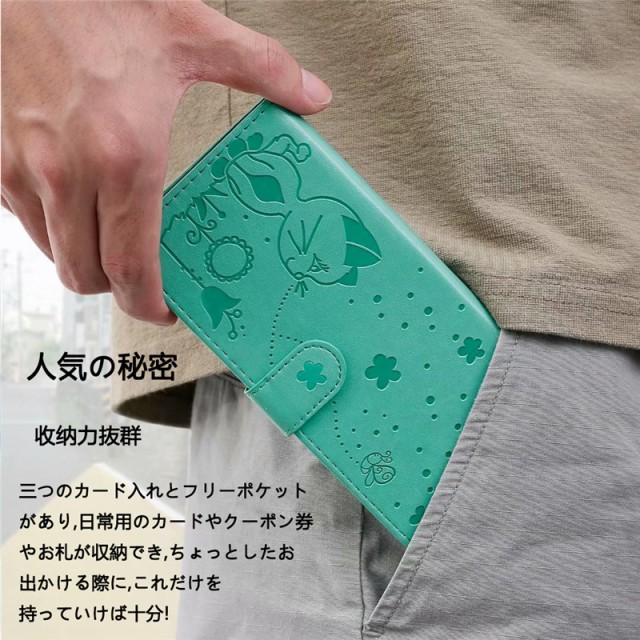 人気の秘密
收纳力抜群
三つのカード入れとフリーポケット
があり,日常用のカードやクーポン券
やお札が収納でき,ちょっとしたお
出かける際に,これだけを
持っていけば十分!